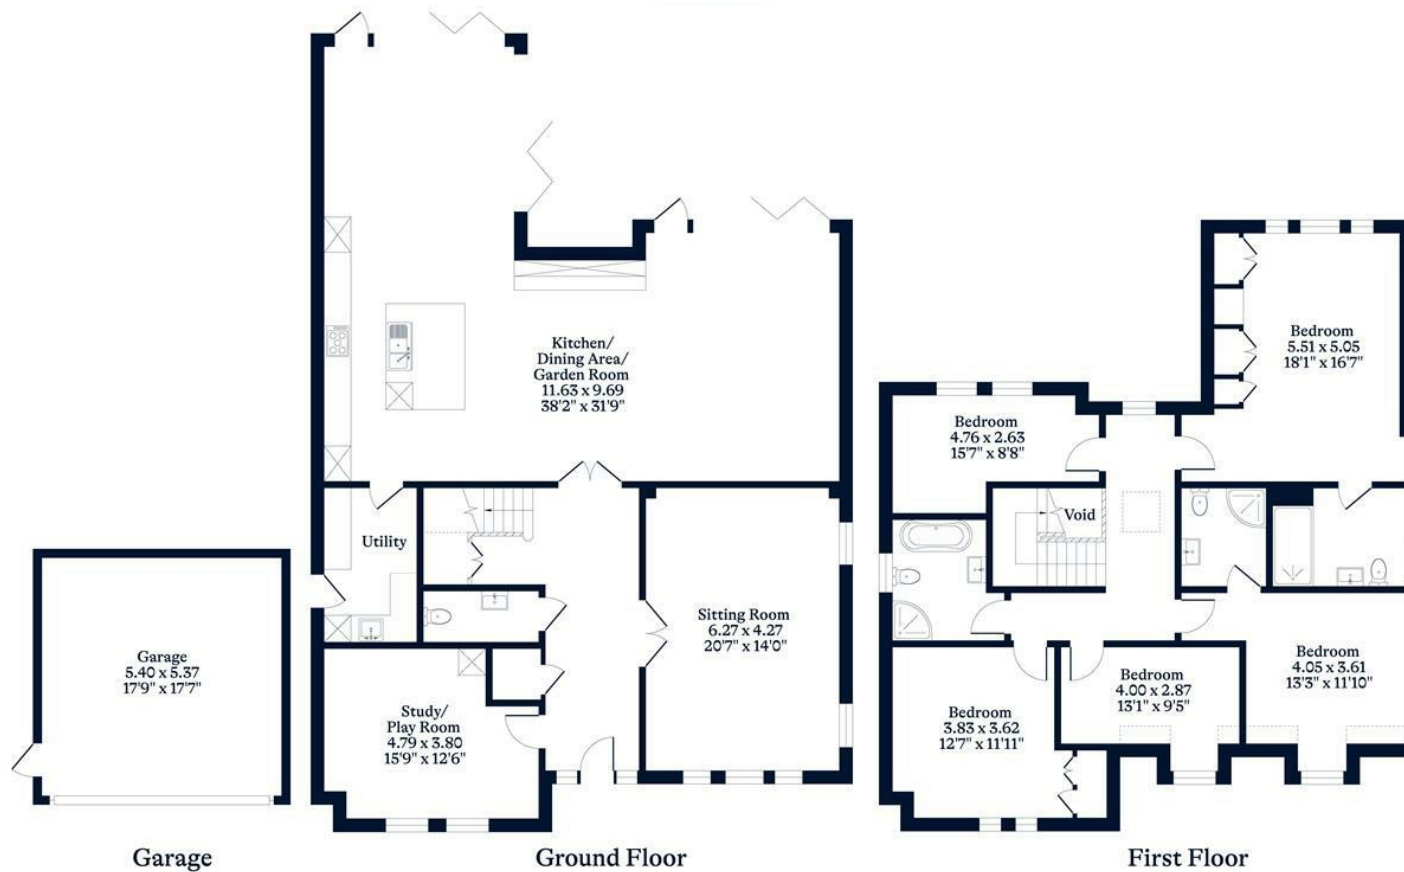 Kitchen/
Dining Area/
Garden Room
11.63 x 9.69
38'2" x 31'9"
Utility
Sitting Room
6.27 x 4.27
20'7" x 14'0"
Study/
Play Room
4.79 x 3.80
15'9" x 12'6"
Garage
5.40 x 5.37
17'9" x 17'7"
Bedroom
5.51 x 5.05
18'1" x 16'7"
Bedroom
4.76 x 2.63
15'7" x 8'8"
Void
Bedroom
4.05 x 3.61
13'3" x 11'10"
Bedroom
4.00 x 2.87
13'1" x 9'5"
Bedroom
3.83 x 3.62
12'7" x 11'11"
Garage
Ground Floor
First Floor